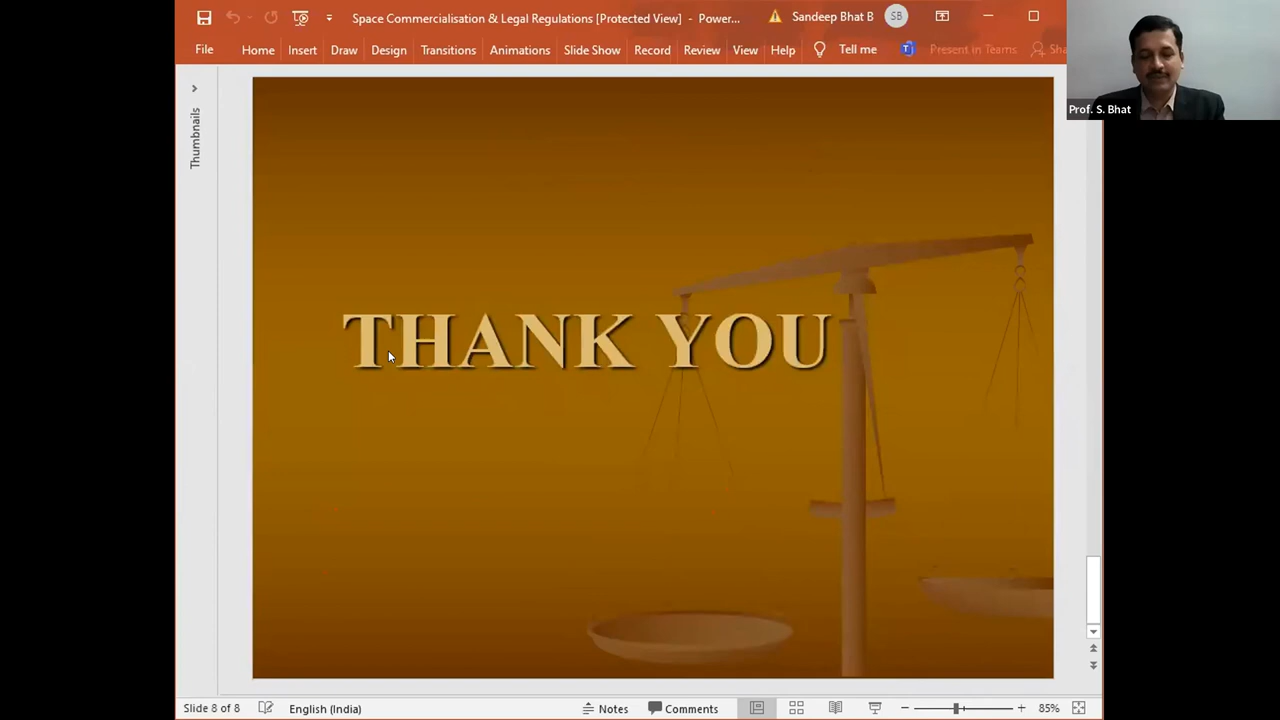 Space Commercialisation & Legal Regulations [Protected View] - Power...
Sandeep Bhat B
SB
File
Home
Insert
Draw
Design
Transitions
Animations
Slide Show
Record
Review
View
Help
Tell me
Present in Teams
Sha
Prof. S. Bhat
Thumbnails
THANK YOU
Slide 8 of 8
English (India)
Notes
Comments
85%